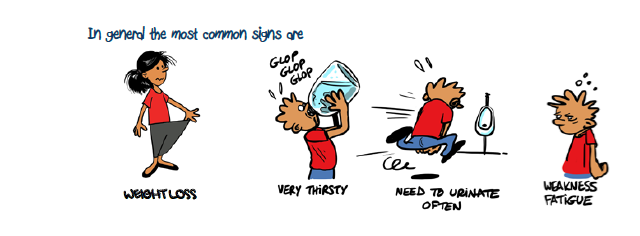 In general the most common signs are
GLOP
GLOP
GLOP
WEIGHT LOSS
VERY THIRSTY
NEED TO URINATE
OFTEN
WEAKNESS
FATIGUE